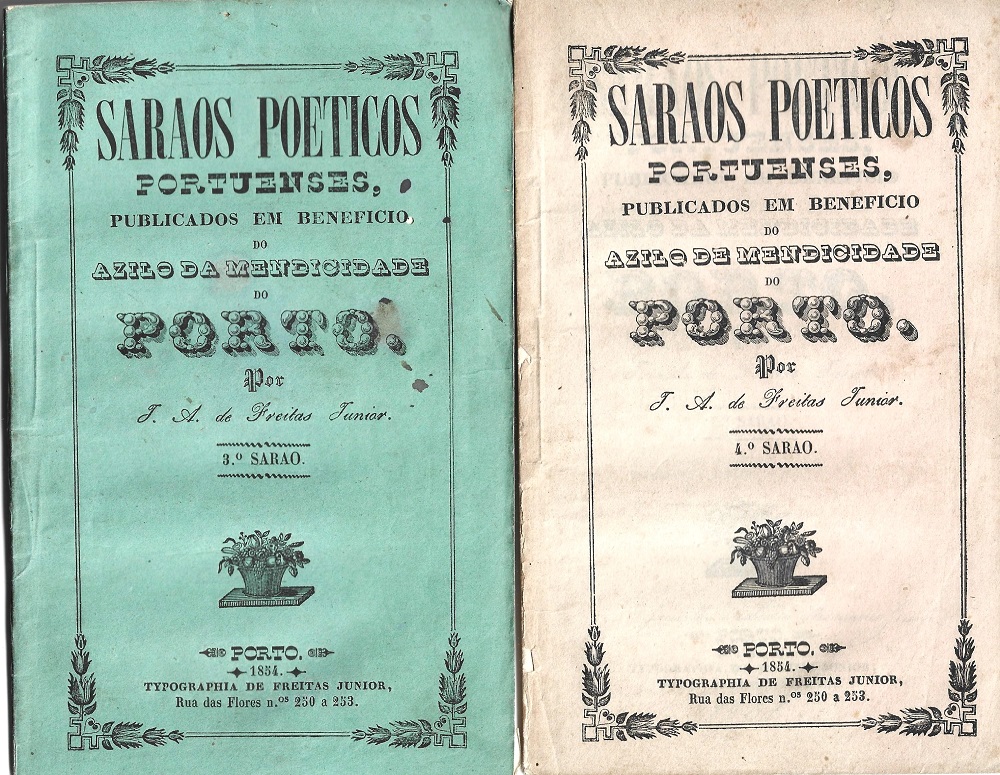 SARAOS POETICOS
PORTUENSES,
PUBLICADOS EM BENEFICIO
DO
AZILO DA MENDICIDADE
DO
PORTO.
Por
J. A. de Freitas Junior.
3.º SARAO.
PORTO.
1854.
TYPOGRAPHIA DE FREITAS JUNIOR,
Rua das Flores n.os 250 a 253.
SARAOS POETICOS
PORTUENSES,
PUBLICADOS EM BENEFICIO
DO
AZILO DE MENDICIDADE
DO
PORTO.
Por
J. A. de Freitas Junior.
4.º SARAO.
PORTO.
1854.
TYPOGRAPHIA DE FREITAS JUNIOR,
Rua das Flores n.os 250 a 253.